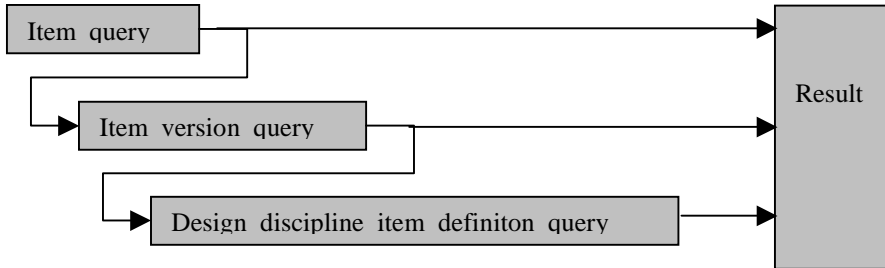 Item query
Result
Item version query
Design discipline item definiton query